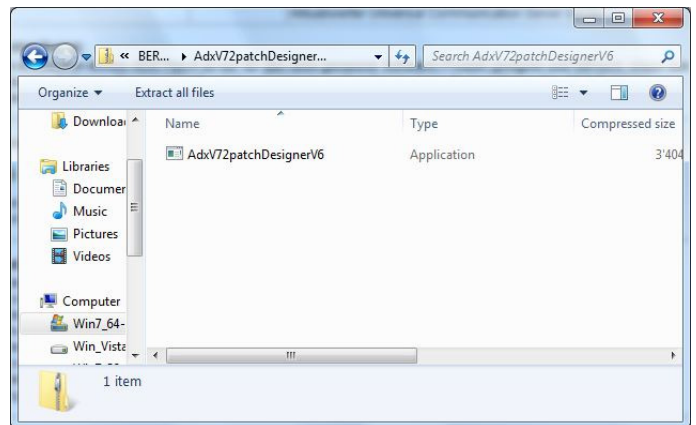 « BER... ▸ AdxV72patchDesigner... Search AdxV72patchDesignerV6
Organize Extract all files
Name Type Compressed size
AdxV72patchDesignerV6 Application 3'404
Downloa
Libraries
Documen
Music
Pictures
Videos
Computer
Win7_64-
Win_Vista
1 item